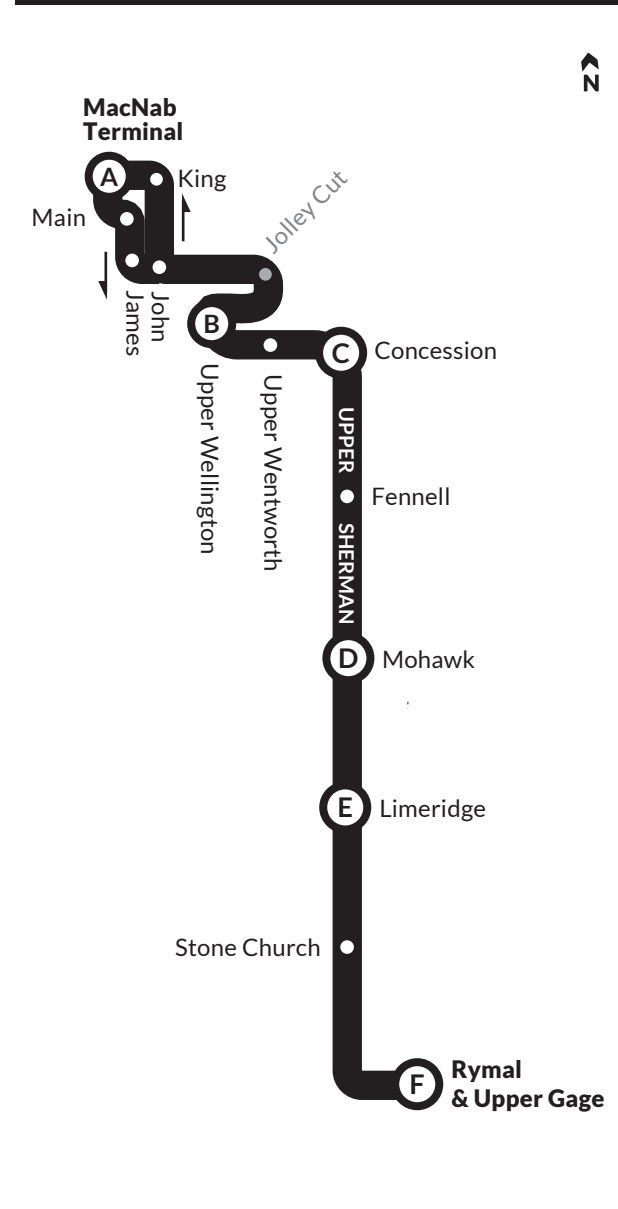 N
MacNab
Terminal
A
King
Main
Jolley Cut
James
John
B
C
Concession
Upper Wellington
Upper Wentworth
UPPER
Fennell
SHERMAN
D
Mohawk
E
Limeridge
Stone Church
F
Rymal
& Upper Gage